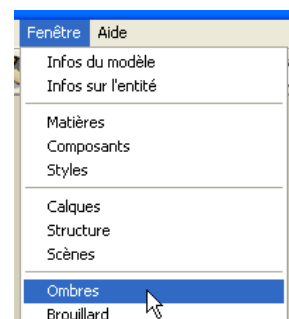 Fenêtre Aide
Infos du modèle
Infos sur l'entité
Matières
Composants
Styles
Calques
Structure
Scènes
Ombres
Brouillard